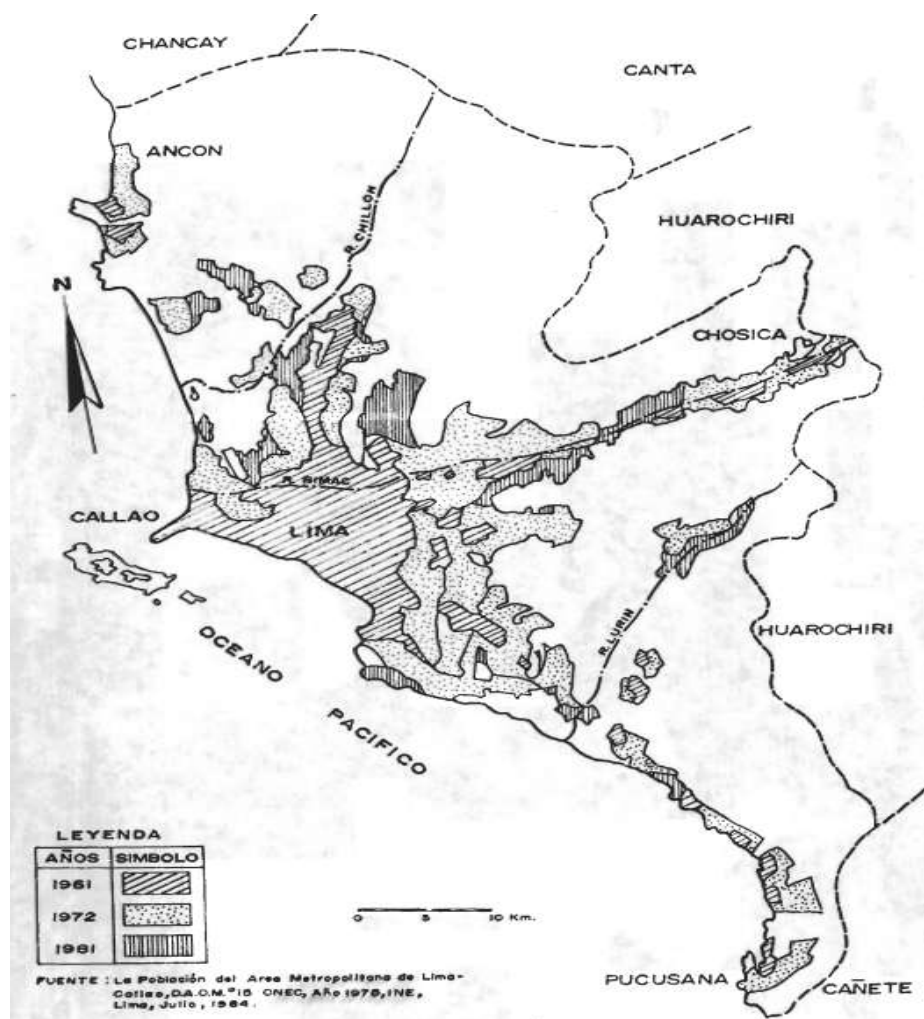 CHANCAY
CANTA
ANCON
HUAROCHIRI
R. CHILLON
N
CHOSICA
R. RIMAC
CALLAO
LIMA
OCEANO
PACIFICO
R. LURIN
HUAROCHIRI
LEYENDA
AÑOS SIMBOLO
1961
1972
1981
0 5 10 Km.
PUCUSANA
CAÑETE
FUENTE : La Población del Area Metropolitana de Lima-
Callao, D.A.O.M. º 15 ONEC, Año 1975, INE,
Lima, Julio, 1984.